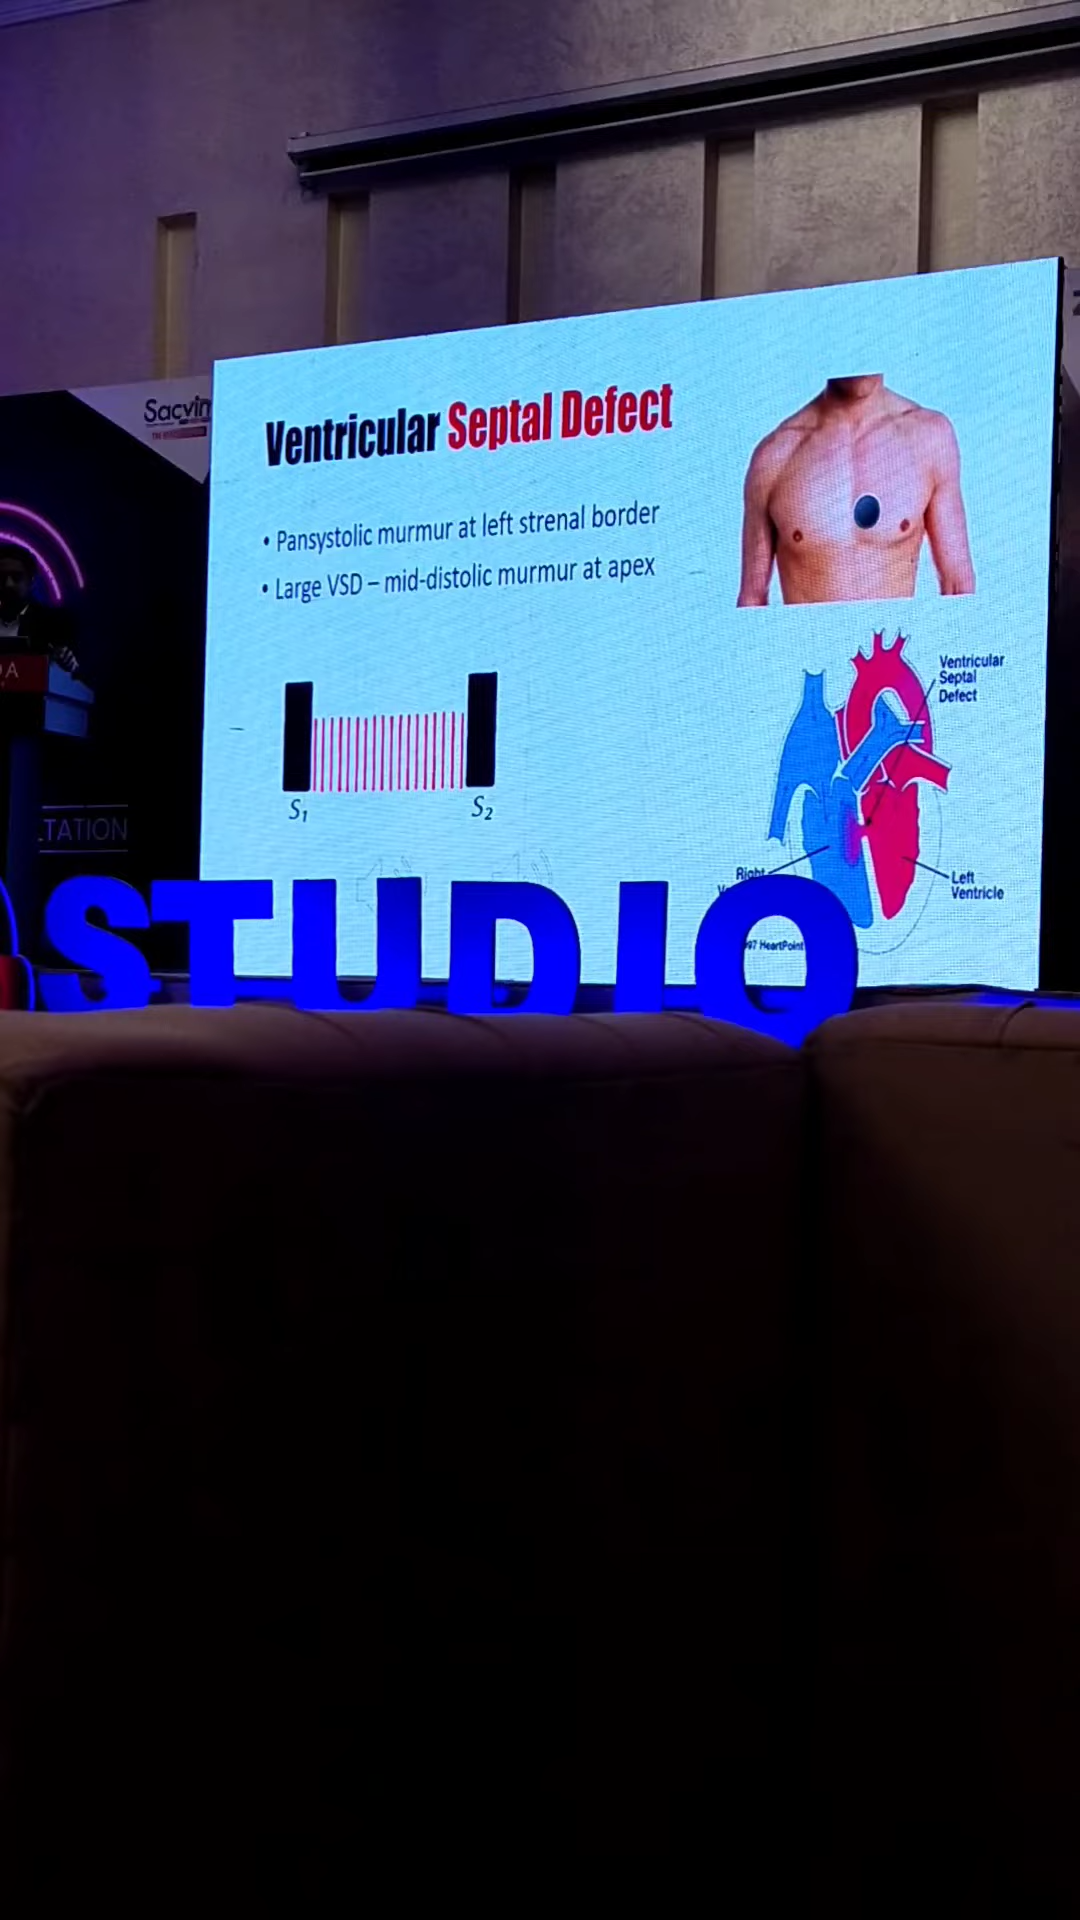 Sacvin
Ventricular Septal Defect
• Pansystolic murmur at left strenal border
• Large VSD – mid-distolic murmur at apex
S₁
S₂
Ventricular
Septal
Defect
Right
Left
Ventricle
97 HeartPoint
TATION
STUDIO